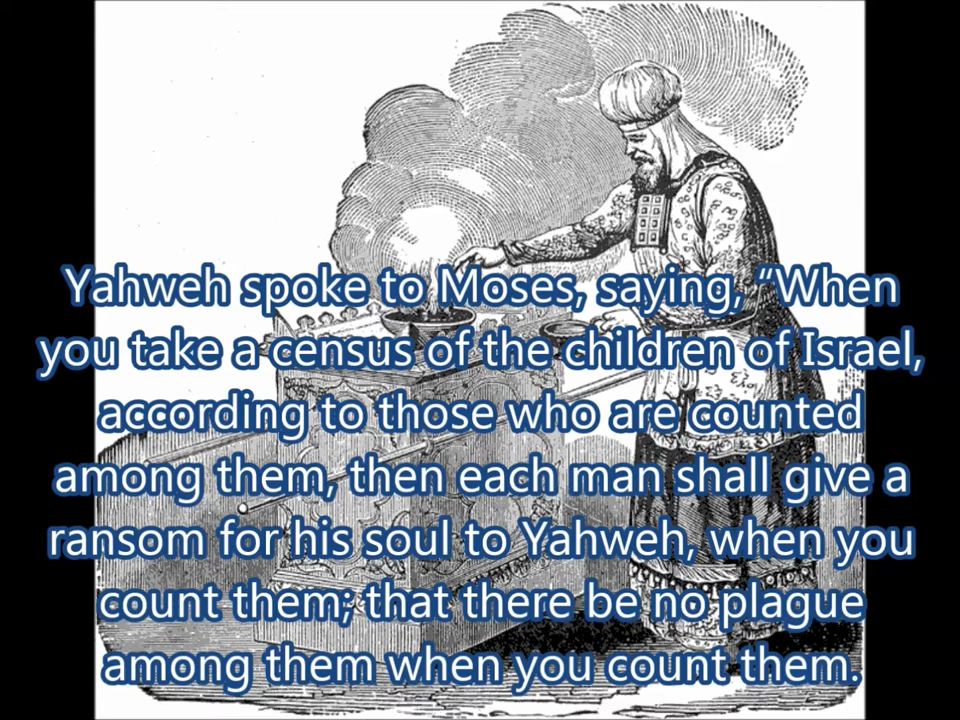 Yahweh spoke to Moses, saying, “When
you take a census of the children of Israel,
according to those who are counted
among them, then each man shall give a
ransom for his soul to Yahweh, when you
count them; that there be no plague
among them when you count them.